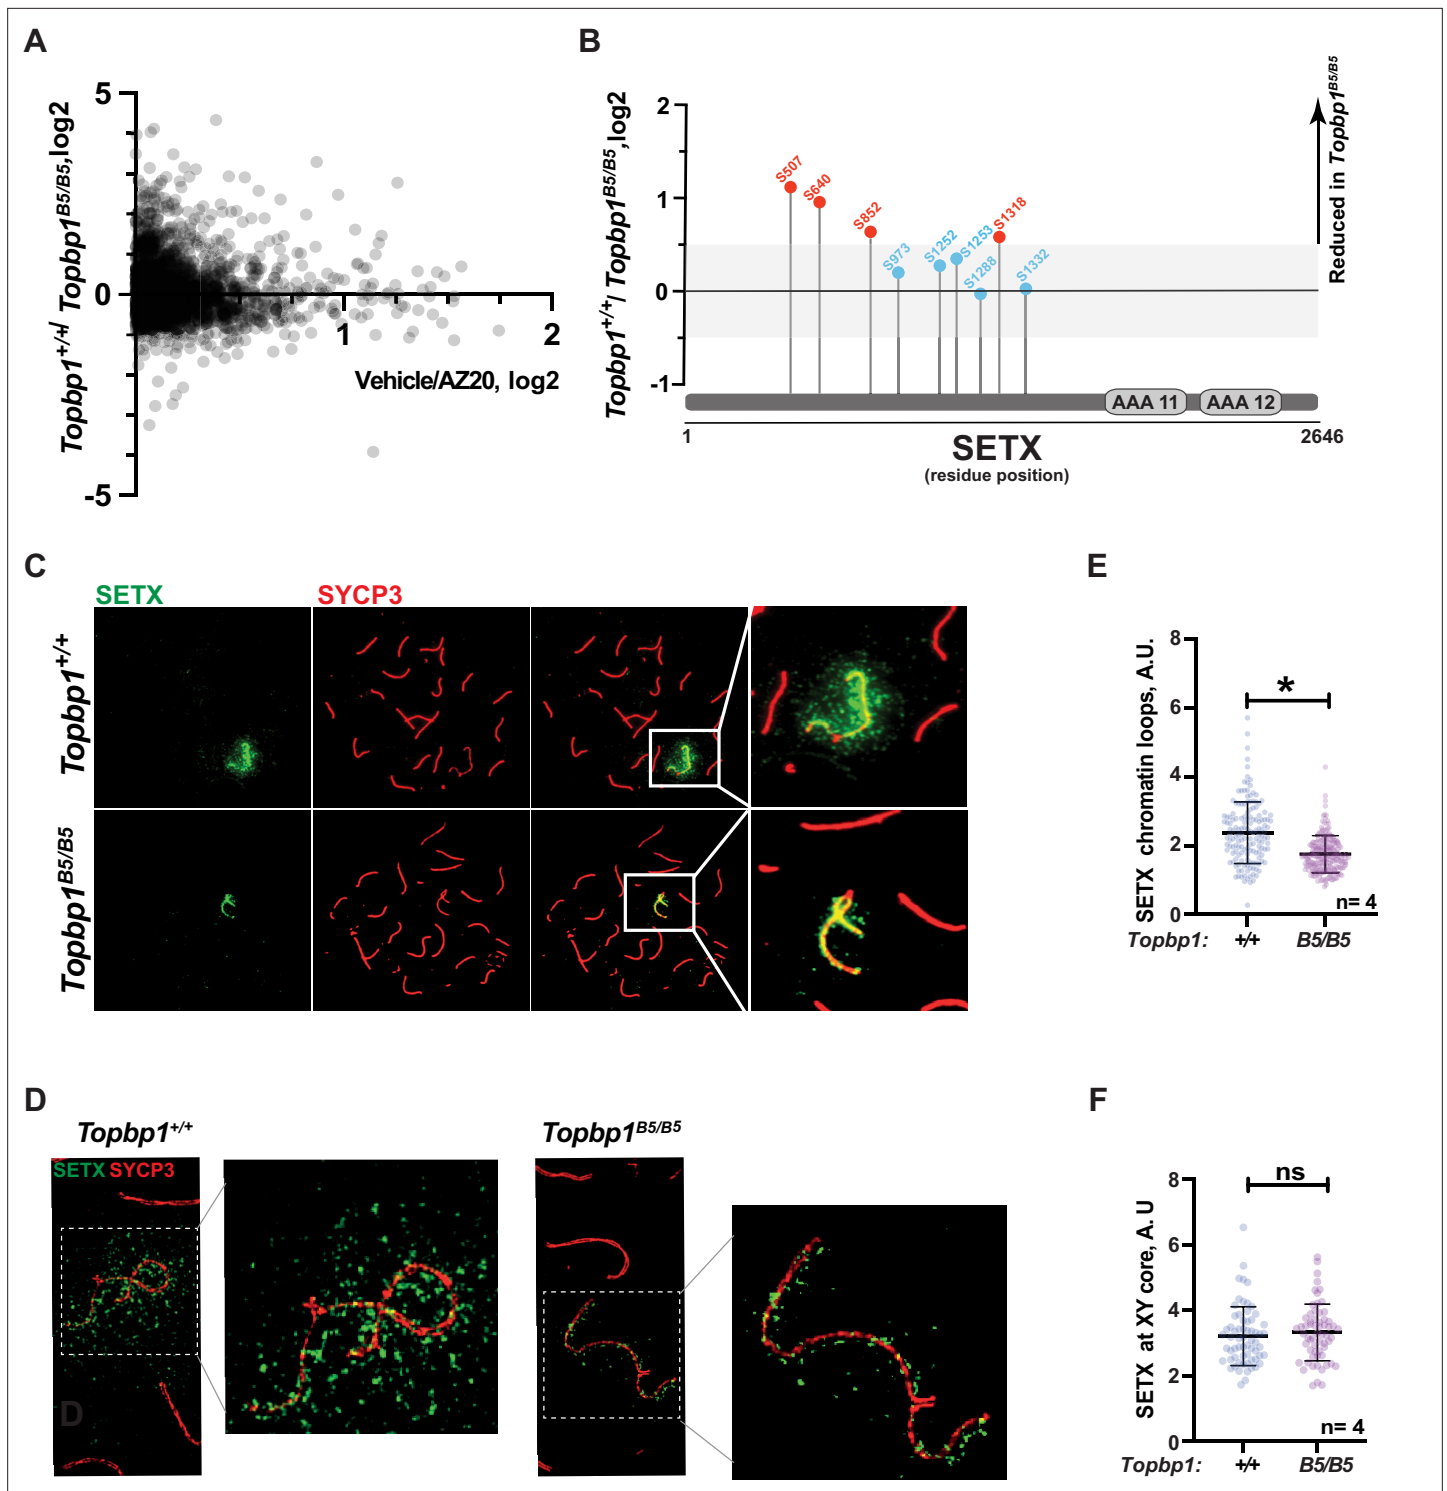 A
B
5
0
-5
1
2
Topbp1+/+/ Topbp1B5/B5,log2
Vehicle/AZ20, log2
Topbp1+/+/ Topbp1B5/B5,log2
2
1
0
-1
S507
S640
S852
S973
S1252
S1253
S1288
S1318
S1332
Reduced in Topbp1B5/B5
AAA 11
AAA 12
1
2646
SETX
(residue position)
C
SETX
SYCP3
Topbp1+/+
Topbp1B5/B5
E
SETX chromatin loops, A.U.
8
6
4
2
0
*
n= 4
Topbp1: +/+ B5/B5
D
Topbp1+/+
Topbp1B5/B5
SETX SYCP3
D
F
SETX at XY core, A. U
8
6
4
2
0
ns
n= 4
Topbp1: +/+ B5/B5